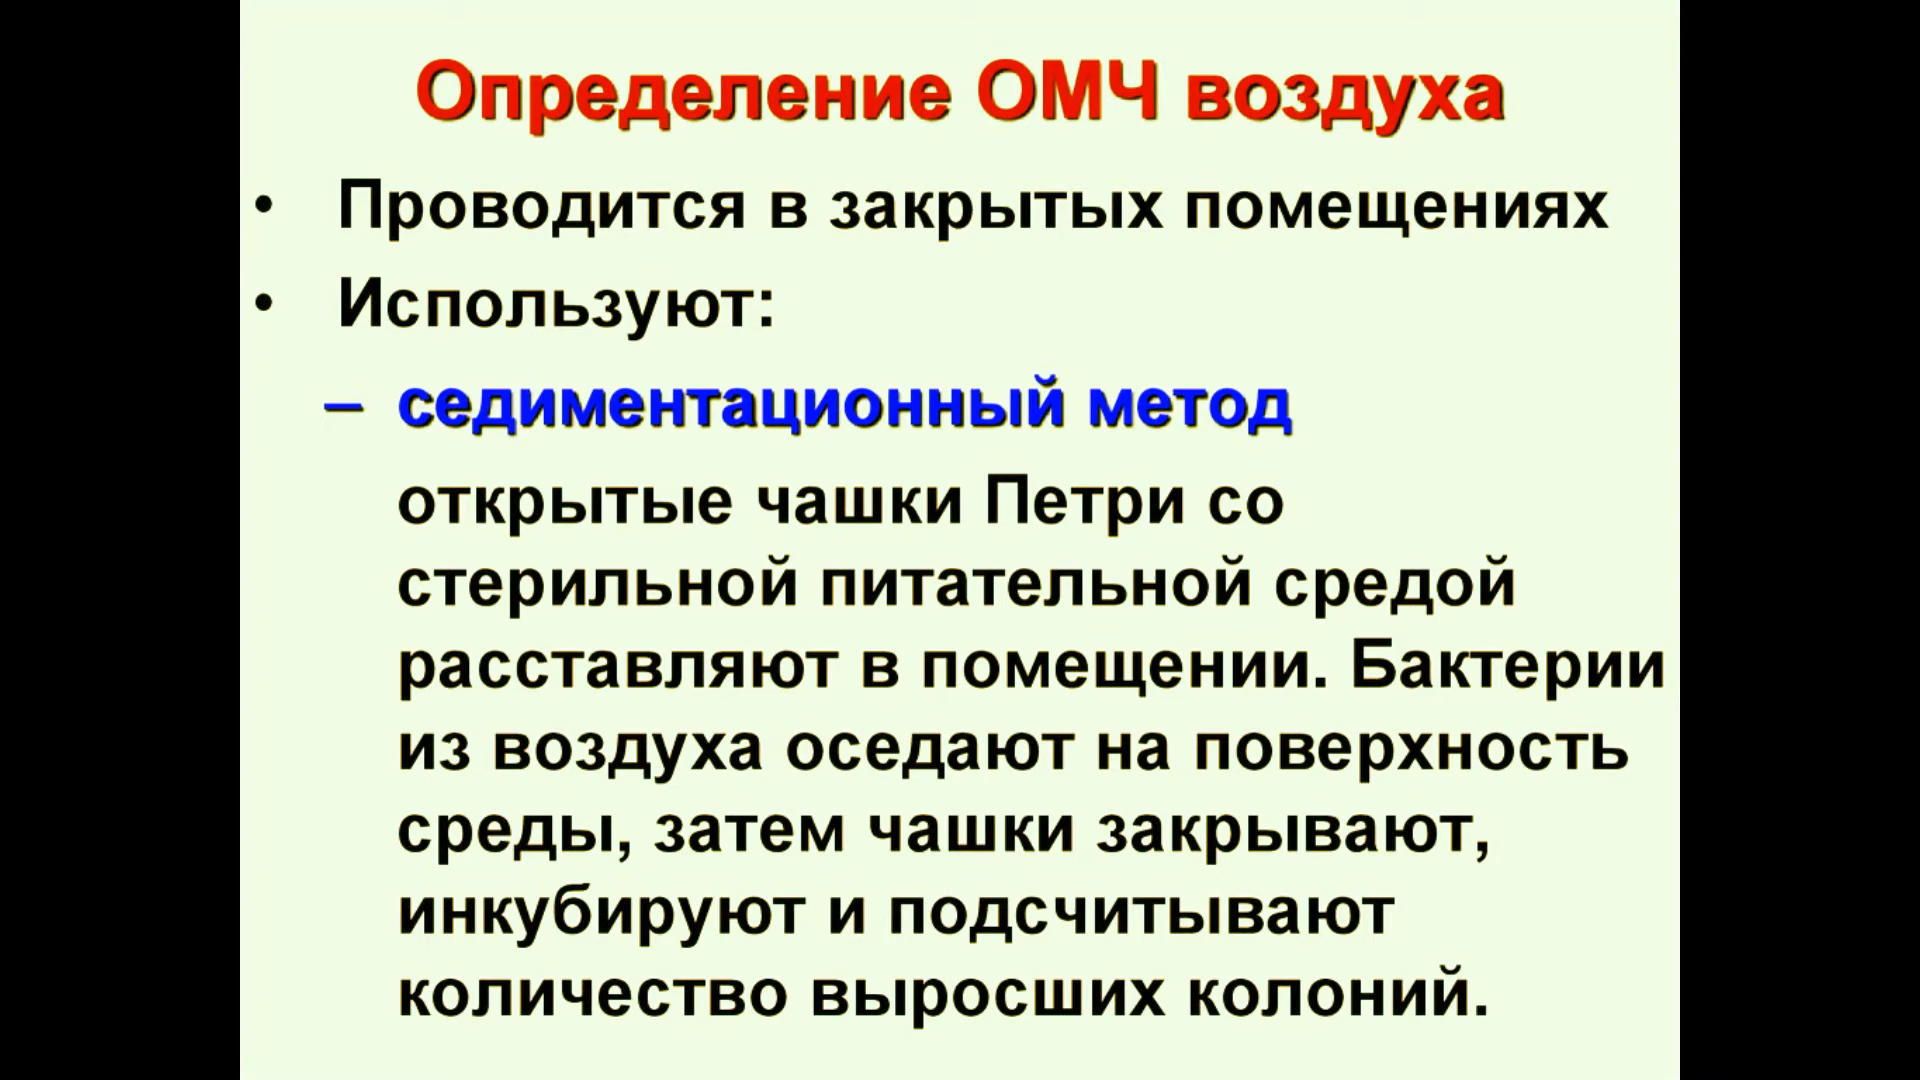 Определение ОМЧ воздуха
• Проводится в закрытых помещениях
• Используют:
– седиментационный метод
открытые чашки Петри со
стерильной питательной средой
расставляют в помещении. Бактерии
из воздуха оседают на поверхность
среды, затем чашки закрывают,
инкубируют и подсчитывают
количество выросших колоний.